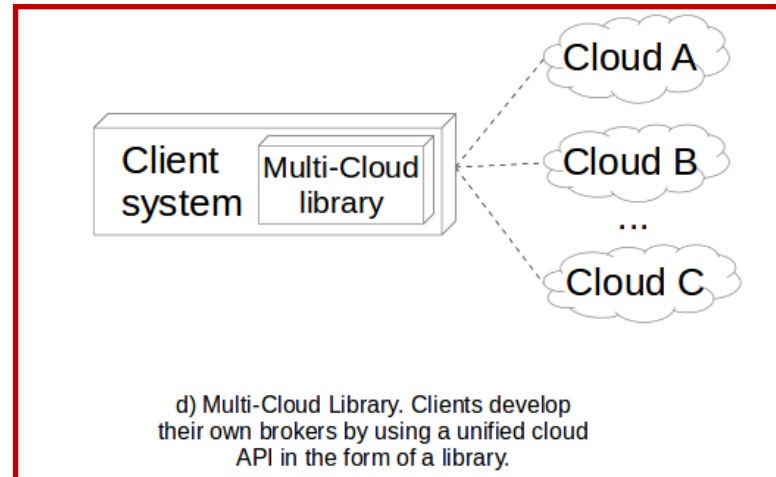 Cloud A
Client
system
Multi-Cloud
library
Cloud B
...
Cloud C
d) Multi-Cloud Library. Clients develop
their own brokers by using a unified cloud
API in the form of a library.